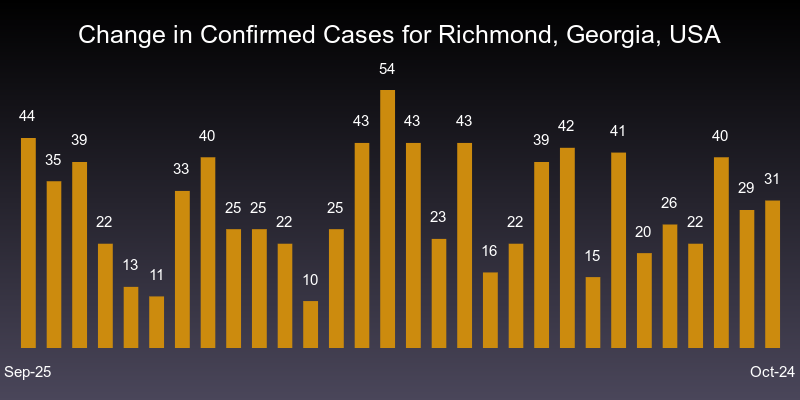 Change in Confirmed Cases for Richmond, Georgia, USA
44 35 39 22 13 11 33 40 25 25 22 10 25 43 54 43 23 43 16 22 39 42 15 41 20 26 22 40 29 31
Sep-25 Oct-24